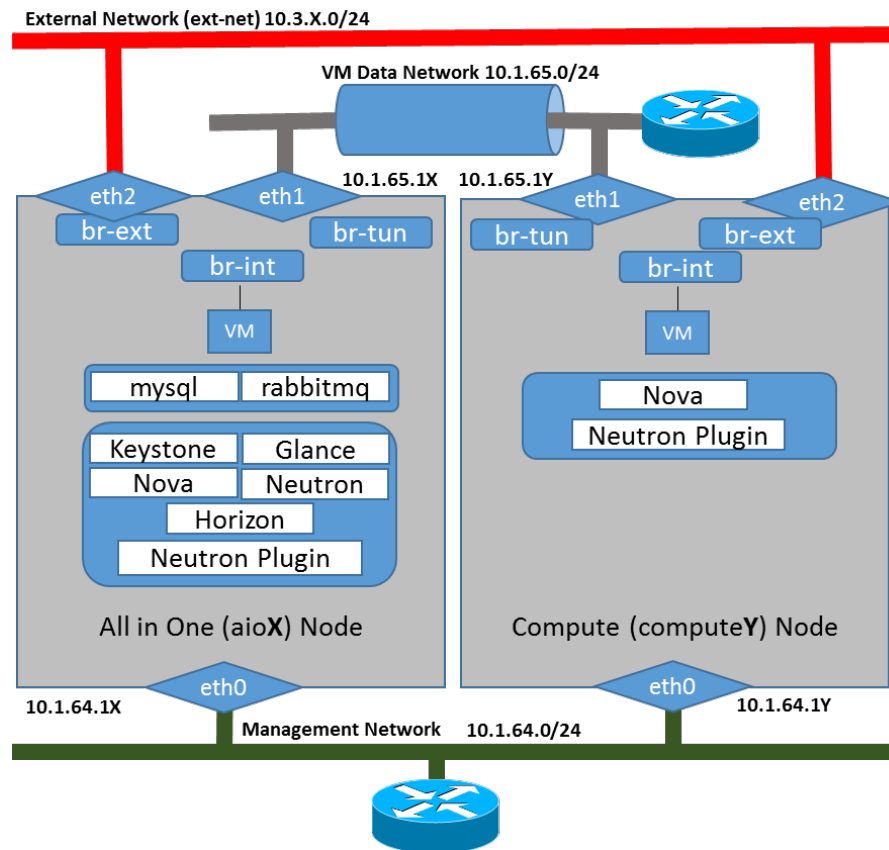 External Network (ext-net) 10.3.X.0/24
VM Data Network 10.1.65.0/24
eth2
eth1
10.1.65.1X
10.1.65.1Y
eth1
eth2
br-ext
br-tun
br-int
VM
mysql
rabbitmq
Keystone
Glance
Nova
Neutron
Horizon
Neutron Plugin
All in One (aioX) Node
br-tun
br-ext
br-int
VM
Nova
Neutron Plugin
Compute (computeY) Node
eth0
eth0
10.1.64.1X
10.1.64.1Y
Management Network 10.1.64.0/24